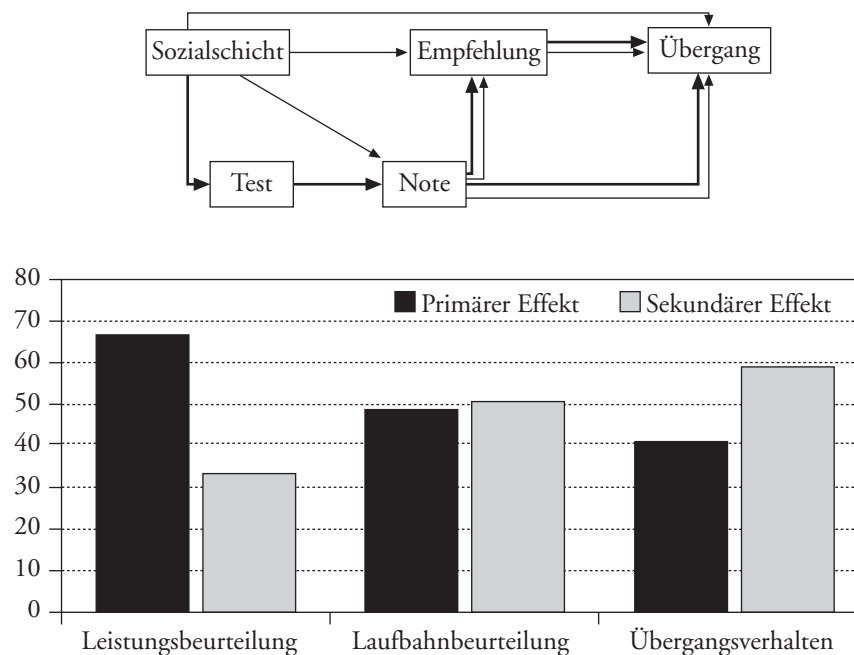 Sozialschicht
Empfehlung
Übergang
Test
Note
80
Primärer Effekt
Sekundärer Effekt
70
60
50
40
30
20
10
0
Leistungsbeurteilung
Laufbahnbeurteilung
Übergangsverhalten